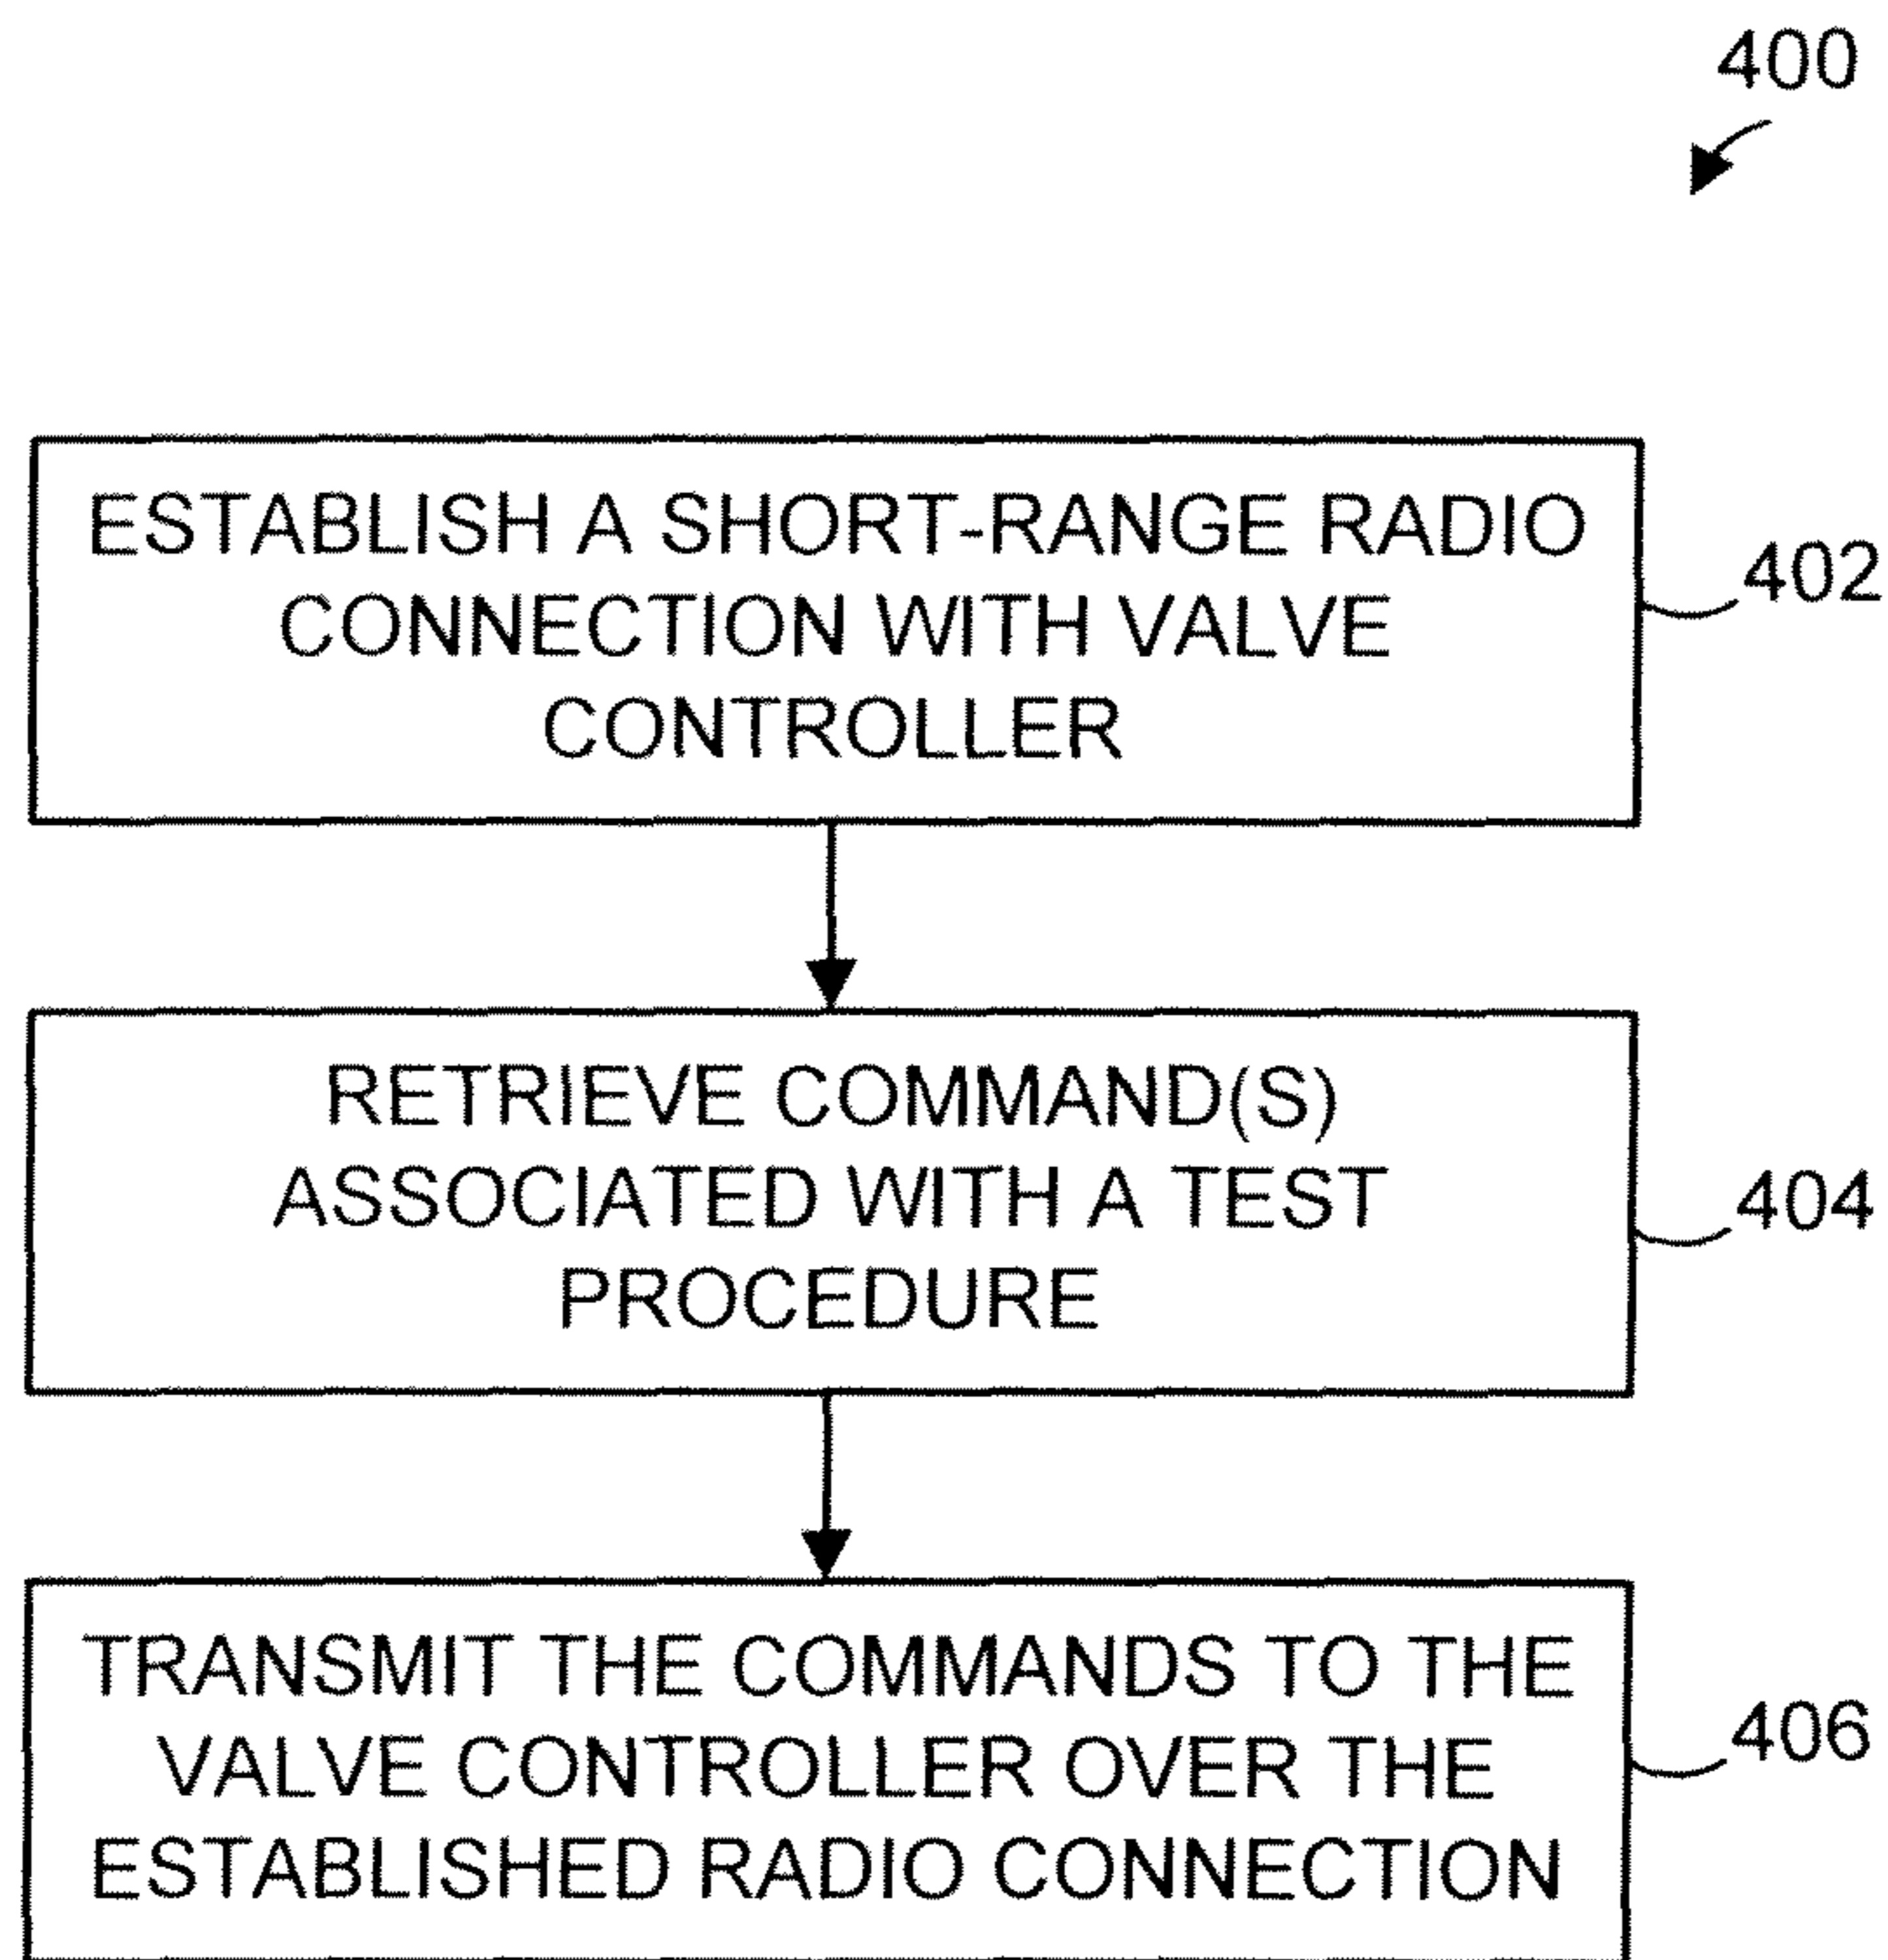 400
ESTABLISH A SHORT-RANGE RADIO
CONNECTION WITH VALVE
CONTROLLER
402
RETRIEVE COMMAND(S)
ASSOCIATED WITH A TEST
PROCEDURE
404
TRANSMIT THE COMMANDS TO THE
VALVE CONTROLLER OVER THE
ESTABLISHED RADIO CONNECTION
406